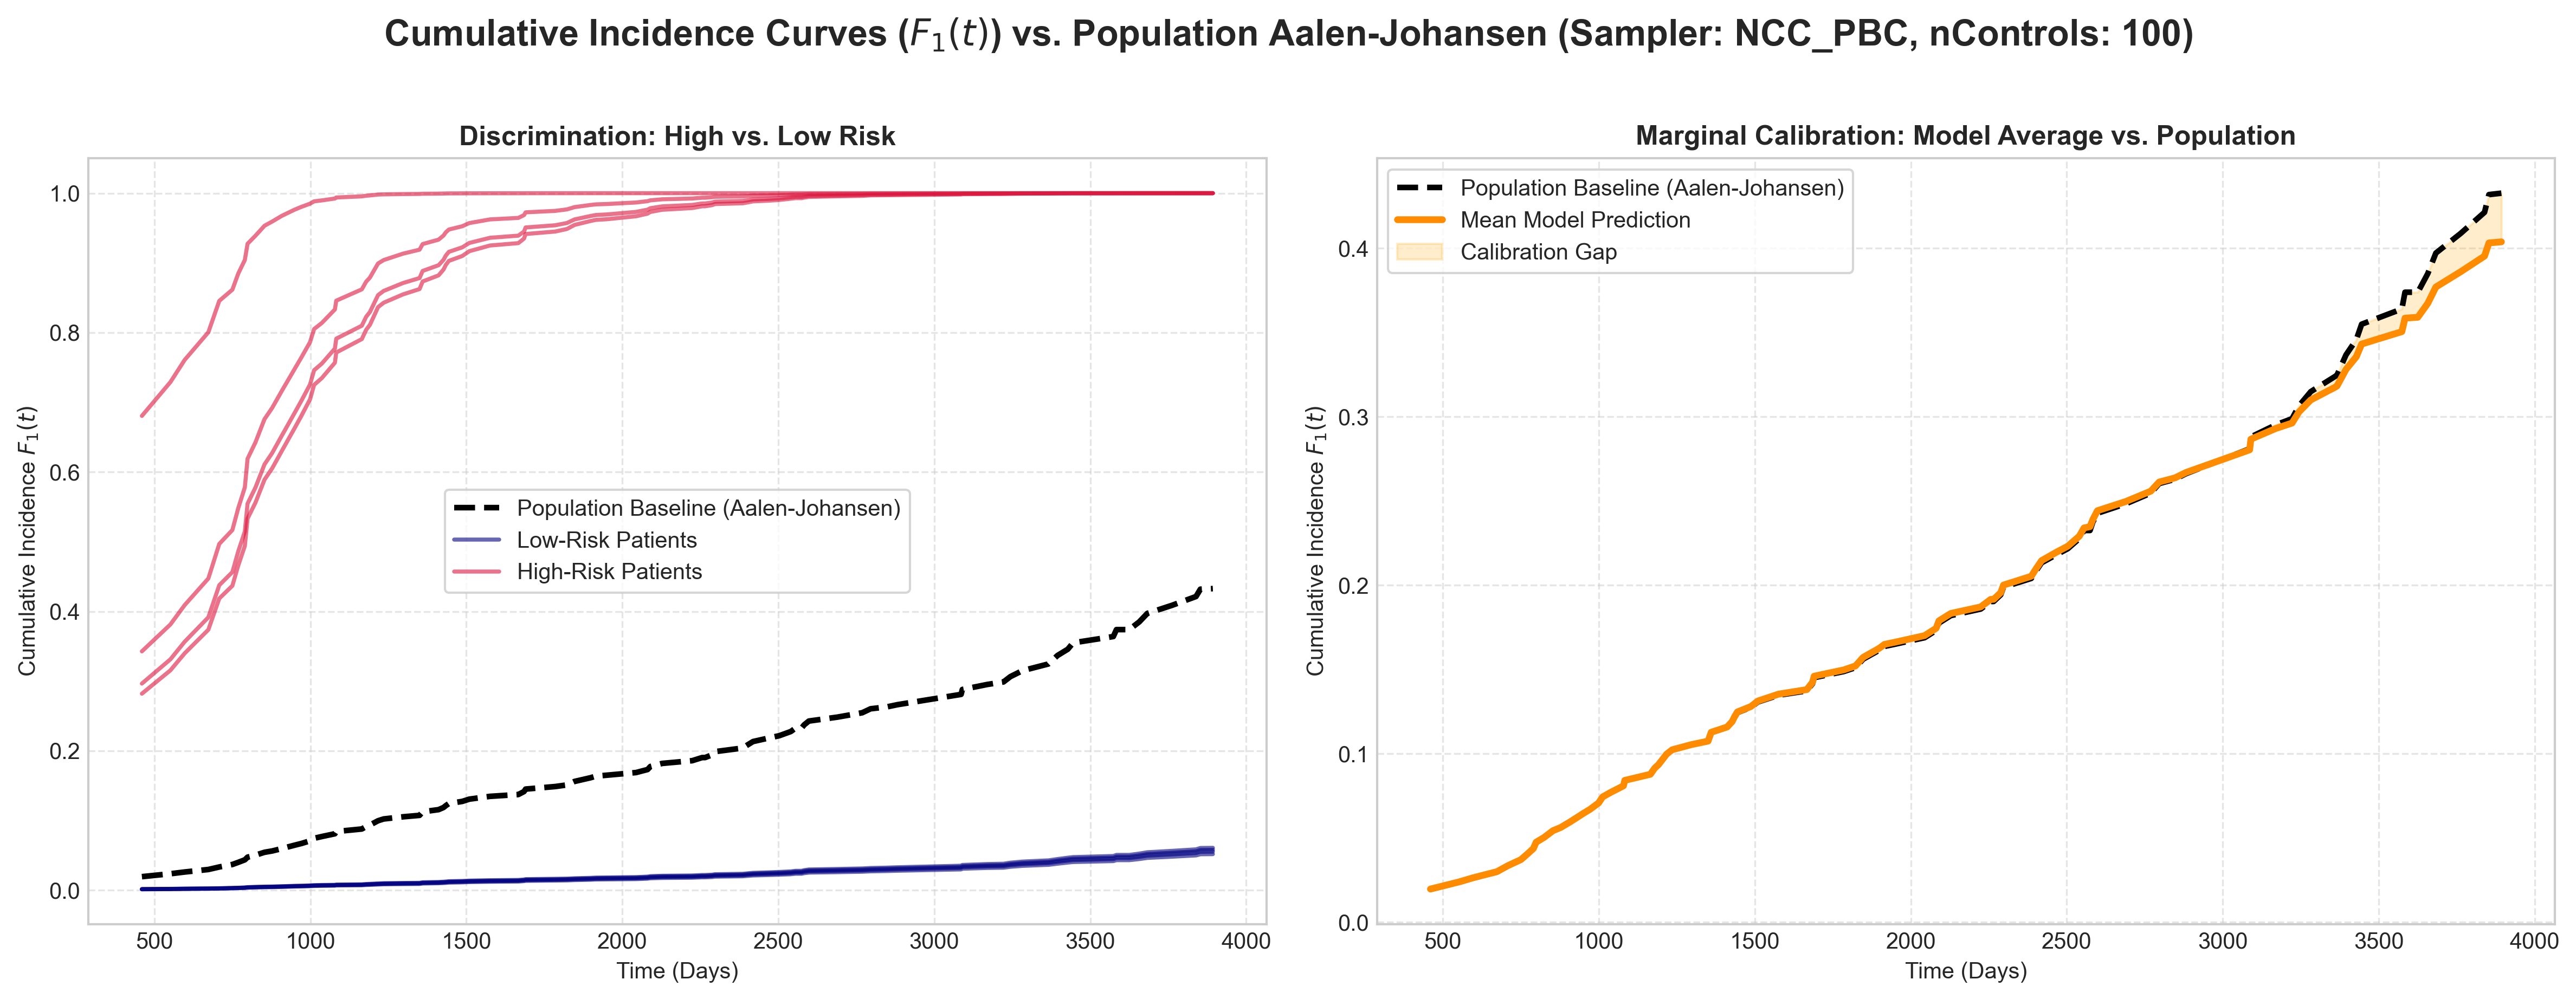 Cumulative Incidence Curves (F₁(t)) vs. Population Aalen-Johansen (Sampler: NCC_PBC, nControls: 100)
Discrimination: High vs. Low Risk
Cumulative Incidence F₁(t)
1.0
0.8
0.6
0.4
0.2
0.0
Population Baseline (Aalen-Johansen)
Low-Risk Patients
High-Risk Patients
500 1000 1500 2000 2500 3000 3500 4000
Time (Days)
Marginal Calibration: Model Average vs. Population
Cumulative Incidence F₁(t)
Population Baseline (Aalen-Johansen)
Mean Model Prediction
Calibration Gap
0.4
0.3
0.2
0.1
0.0
500 1000 1500 2000 2500 3000 3500 4000
Time (Days)